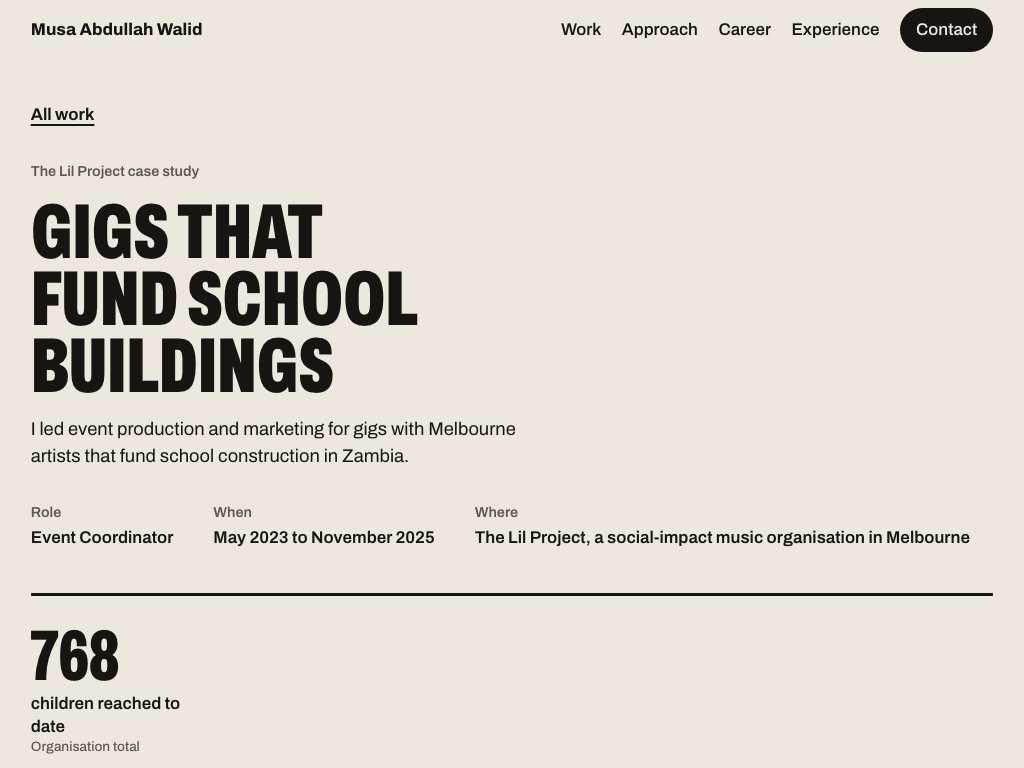 Musa Abdullah Walid
Work Approach Career Experience Contact
All work
The Lil Project case study
GIGS THAT
FUND SCHOOL
BUILDINGS
I led event production and marketing for gigs with Melbourne
artists that fund school construction in Zambia.
Role
Event Coordinator
When
May 2023 to November 2025
Where
The Lil Project, a social-impact music organisation in Melbourne
768
children reached to
date
Organisation total